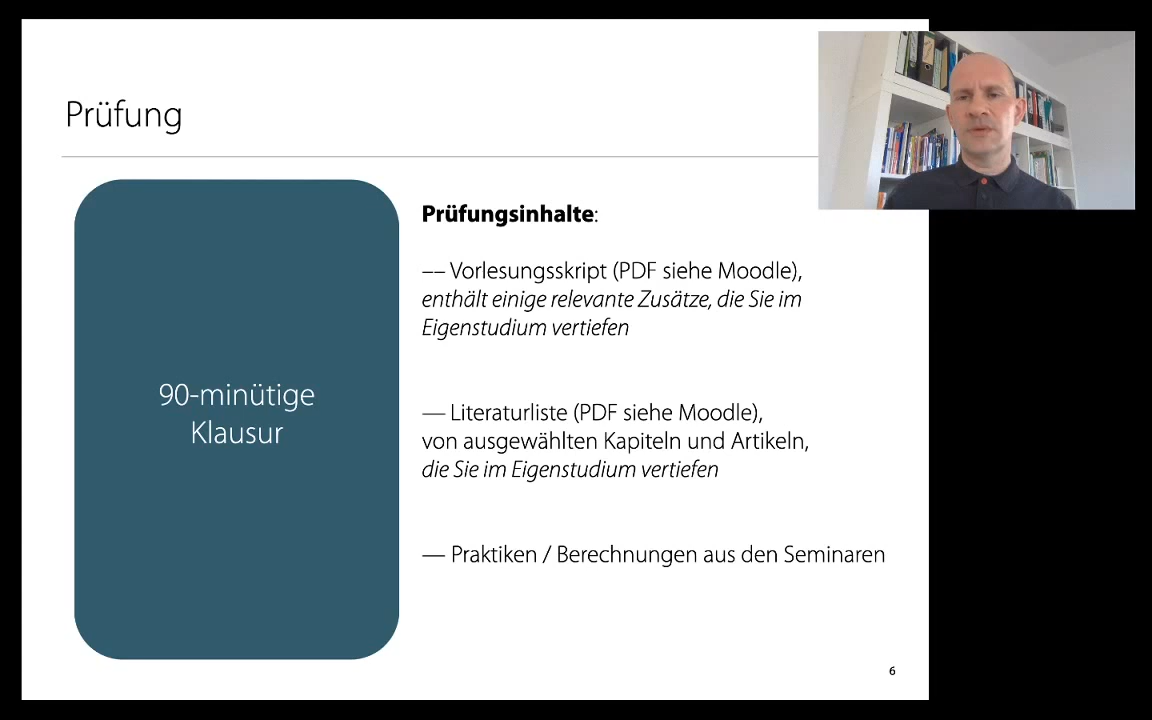 Prüfung
90-minütige
Klausur
Prüfungsinhalte:
–– Vorlesungsskript (PDF siehe Moodle),
enthält einige relevante Zusätze, die Sie im
Eigenstudium vertiefen
— Literaturliste (PDF siehe Moodle),
von ausgewählten Kapiteln und Artikeln,
die Sie im Eigenstudium vertiefen
— Praktiken / Berechnungen aus den Seminaren
6